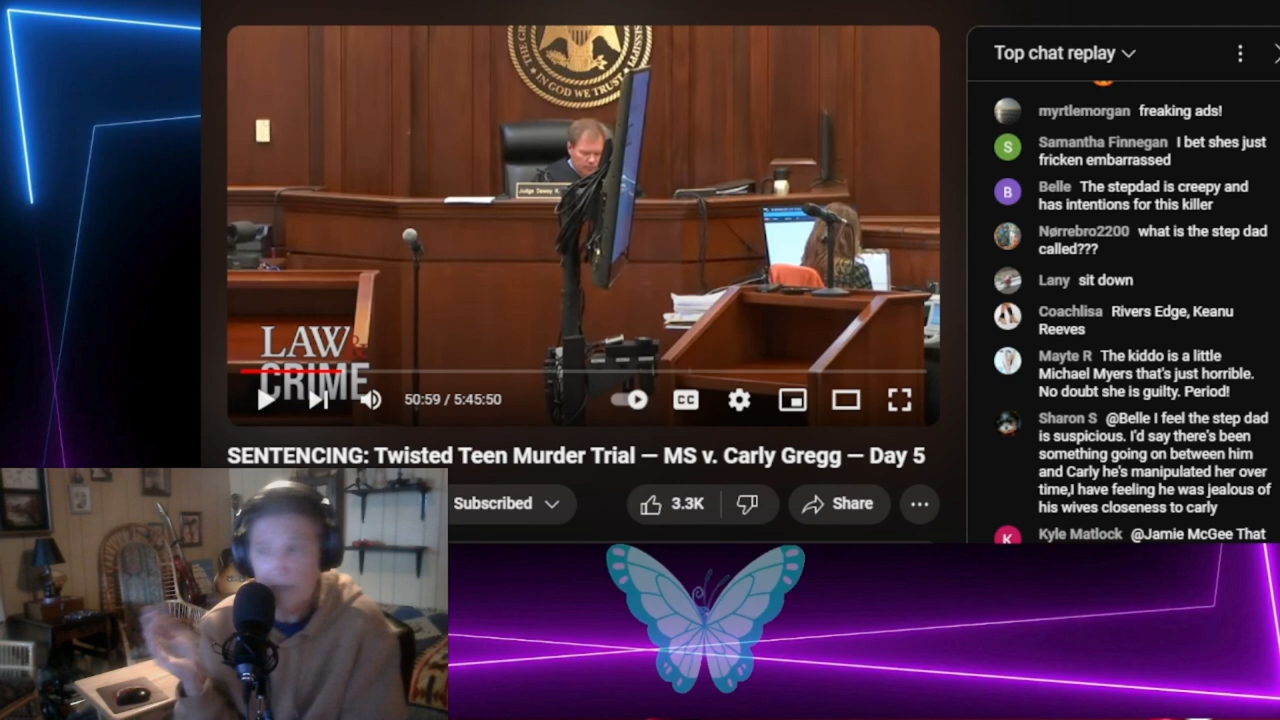 THE GR
MISSISSIPPI
IN GOD WE TRUST
Judge Dewey K.
LAW&
CRIME
50:59 / 5:45:50
CC
SENTENCING: Twisted Teen Murder Trial — MS v. Carly Gregg — Day 5
Subscribed
3.3K
Share
Top chat replay
myrtlemorgan freaking ads!
S
Samantha Finnegan I bet shes just
fricken embarrassed
B
Belle The stepdad is creepy and
has intentions for this killer
Nørrebro2200 what is the step dad
called???
Lany sit down
Coachlisa Rivers Edge, Keanu
Reeves
Mayte R The kiddo is a little
Michael Myers that's just horrible.
No doubt she is guilty. Period!
Sharon S @Belle I feel the step dad
is suspicious. I'd say there's been
something going on between him
and Carly he's manipulated her over
time,I have feeling he was jealous of
his wives closeness to carly
K
Kyle Matlock @Jamie McGee That